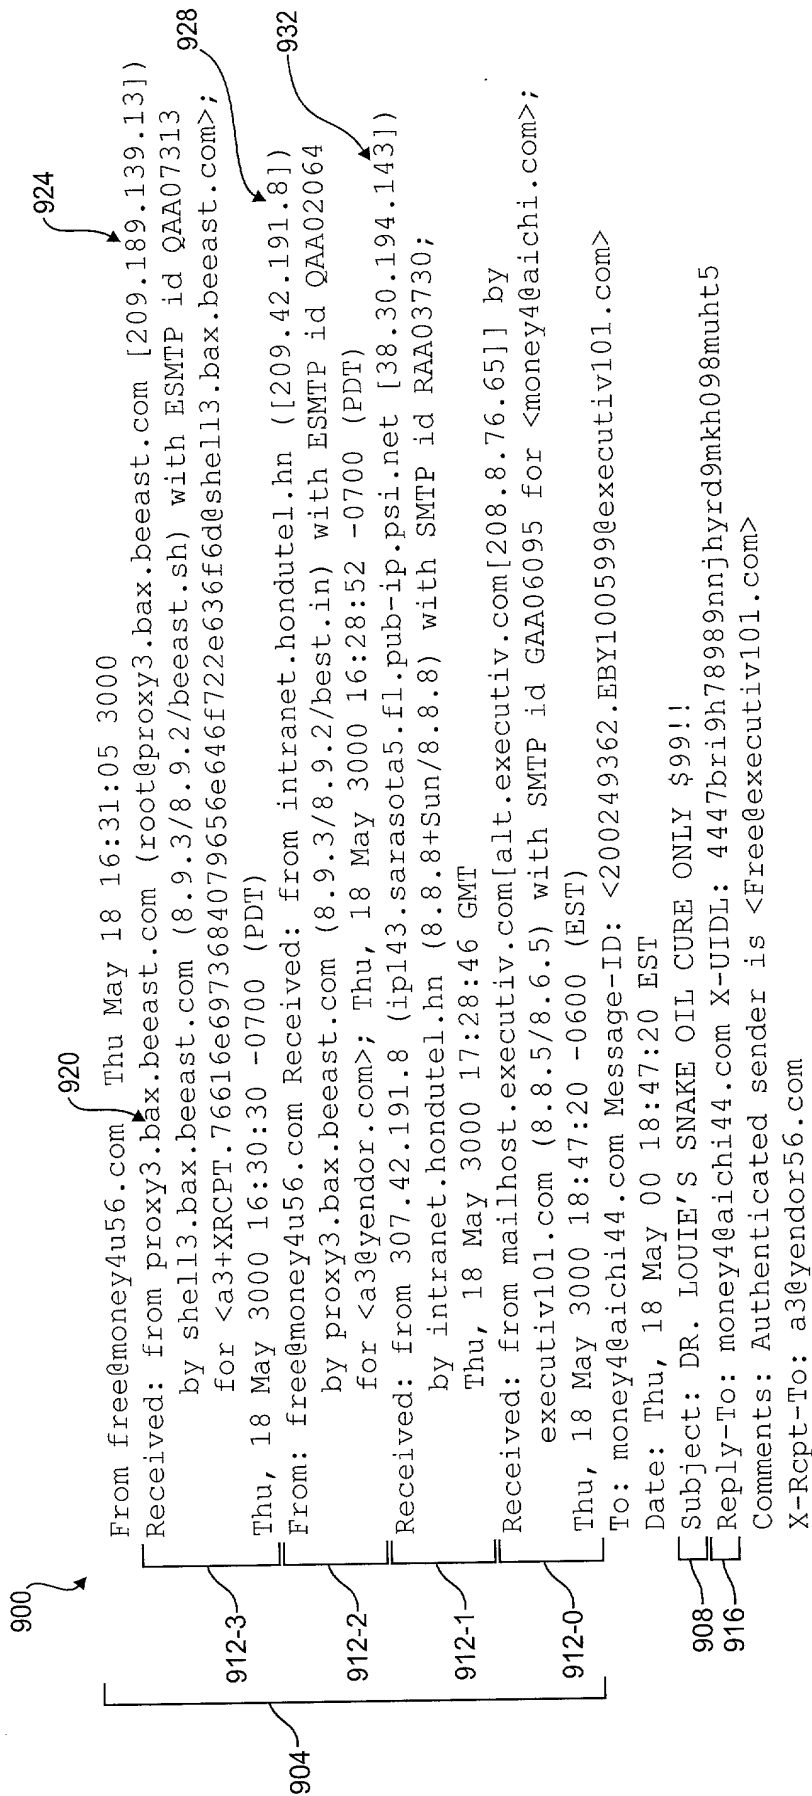 900
904
912-3
912-2
912-1
912-0
908
916
920
924
928
932
From free@money4u56.com Thu May 18 16:31:05 3000
Received: from proxy3.bax.beeast.com (root@proxy3.bax.beeast.com [209.189.139.13])
by shell3.bax.beeast.com (8.9.3/8.9.2/beeast.sh) with ESMTP id QAA07313
for <a3+XRCPT.76616e697368407965 6e646f722e636f6d@shell3.bax.beeast.com>;
Thu, 18 May 3000 16:30:30 -0700 (PDT)
From: free@money4u56.com Received: from intranet.hondutel.hn ([209.42.191.8])
by proxy3.bax.beeast.com (8.9.3/8.9.2/best.in) with ESMTP id QAA02064
for <a3@yendor.com>; Thu, 18 May 3000 16:28:52 -0700 (PDT)
Received: from 307.42.191.8 (ip143.sarasota5.fl.pub-ip.psi.net [38.30.194.143])
by intranet.hondutel.hn (8.8.8+Sun/8.8.8) with SMTP id RAA03730;
Thu, 18 May 3000 17:28:46 GMT
Received: from mailhost.executiv.com[alt.executiv.com[208.8.76.65]] by
executiv101.com (8.8.5/8.6.5) with SMTP id GAA06095 for <money4@aichi.com>;
Thu, 18 May 3000 18:47:20 -0600 (EST)
To: money4@aichi44.com Message-ID: <200249362.EBY100599@executiv101.com>
Date: Thu, 18 May 00 18:47:20 EST
Subject: DR. LOUIE'S SNAKE OIL CURE ONLY $99!!
Reply-To: money4@aichi44.com X-UIDL: 4447bri9h78989nnjhyrd9mkh098muht5
Comments: Authenticated sender is <Free@executiv101.com>
X-Rcpt-To: a3@yendor56.com